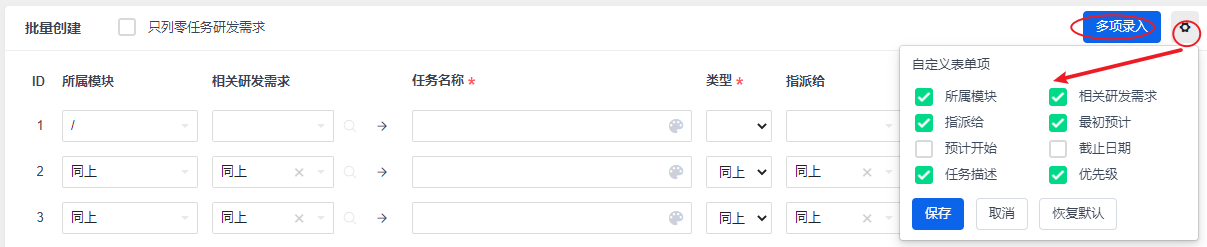 批量创建 只列零任务研发需求 多项录入
自定义表单项
ID 所属模块 相关研发需求 任务名称 * 类型 * 指派给
所属模块 相关研发需求
1 /
指派给 最初预计
预计开始 截止日期
2 同上 同上 同上 同上
任务描述 优先级
3 同上 同上 同上 同上
保存 取消 恢复默认